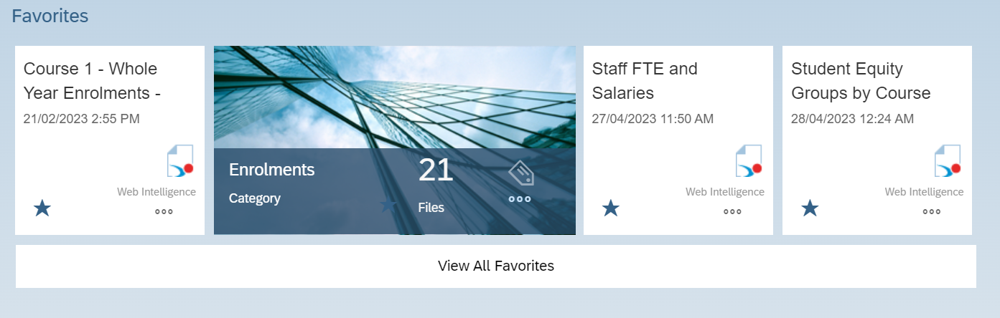 Favorites
Course 1 - Whole
Year Enrolments -
21/02/2023 2:55 PM
Web Intelligence
Enrolments
Category
21
Files
Staff FTE and
Salaries
27/04/2023 11:50 AM
Web Intelligence
Student Equity
Groups by Course
28/04/2023 12:24 AM
Web Intelligence
View All Favorites